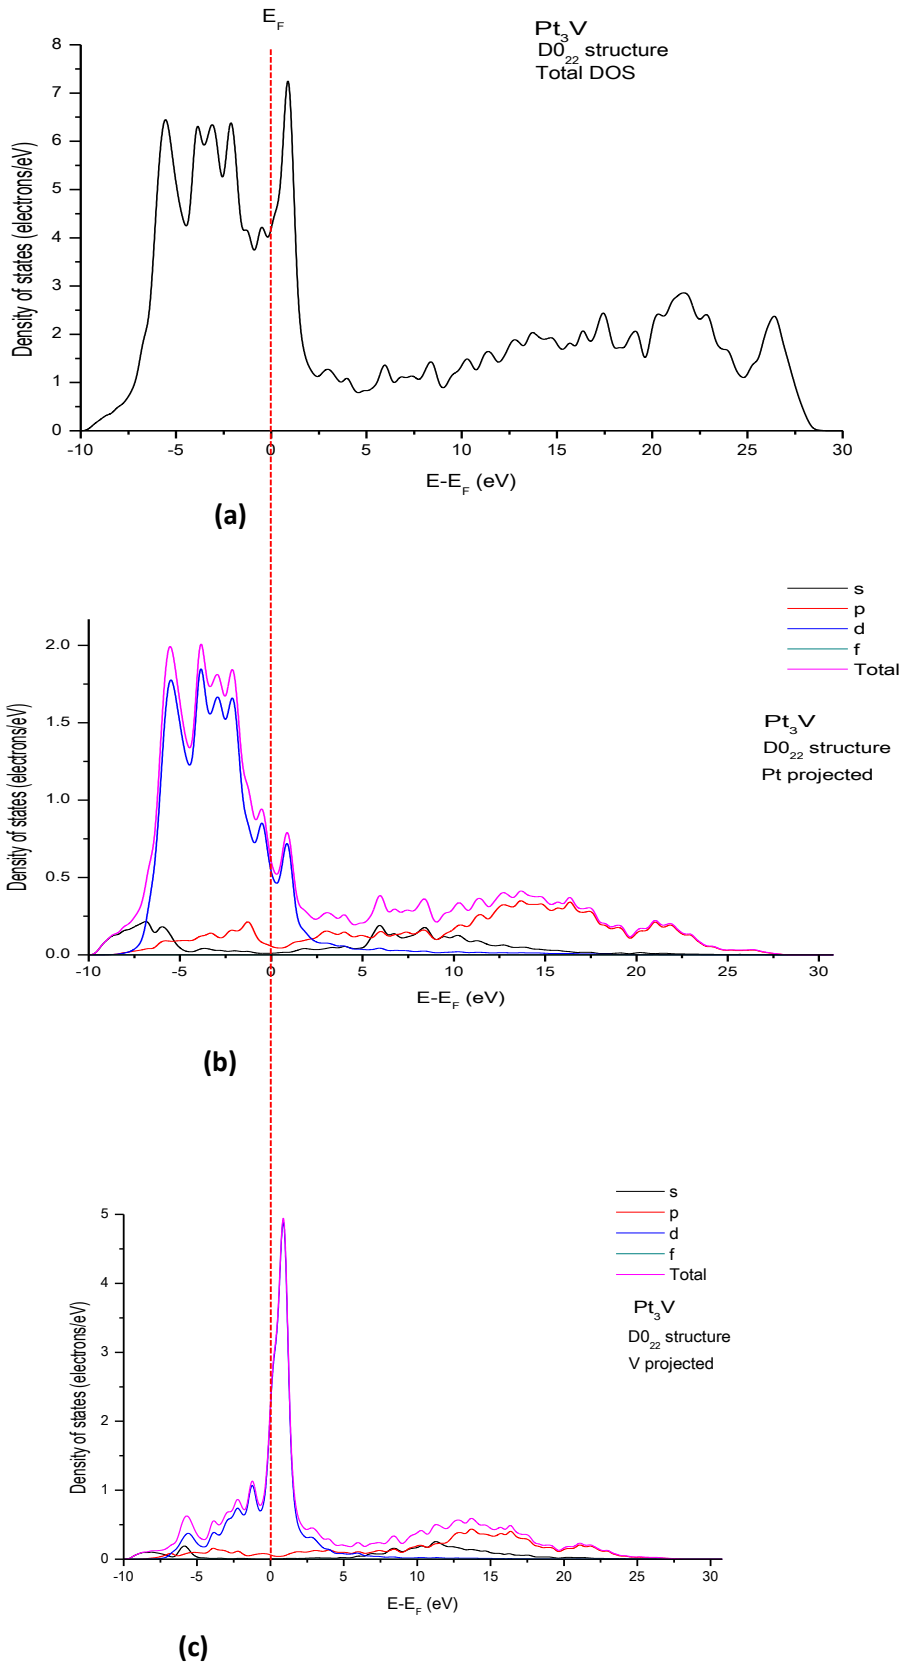 E_F
Pt_3V
D0_22 structure
Total DOS
8
7
6
5
4
3
2
1
0
Density of states (electrons/eV)
-10 -5 0 5 10 15 20 25 30
E-E_F (eV)
(a)
s
p
d
f
Total
Pt_3V
D0_22 structure
Pt projected
2.0
1.5
1.0
0.5
0.0
Density of states (electrons/eV)
-10 -5 0 5 10 15 20 25 30
E-E_F (eV)
(b)
s
p
d
f
Total
Pt_3V
D0_22 structure
V projected
5
4
3
2
1
0
Density of states (electrons/eV)
-10 -5 0 5 10 15 20 25 30
E-E_F (eV)
(c)